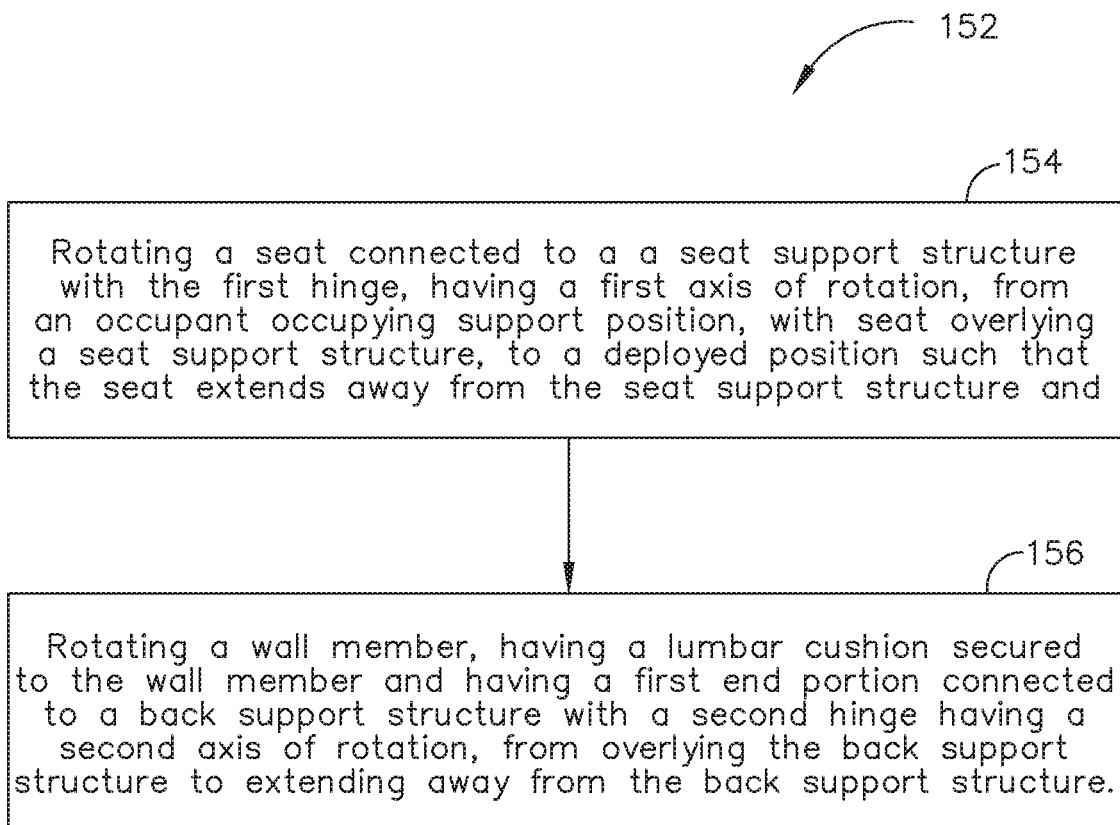 152
154
Rotating a seat connected to a a seat support structure
with the first hinge, having a first axis of rotation, from
an occupant occupying support position, with seat overlying
a seat support structure, to a deployed position such that
the seat extends away from the seat support structure and
156
Rotating a wall member, having a lumbar cushion secured
to the wall member and having a first end portion connected
to a back support structure with a second hinge having a
second axis of rotation, from overlying the back support
structure to extending away from the back support structure.